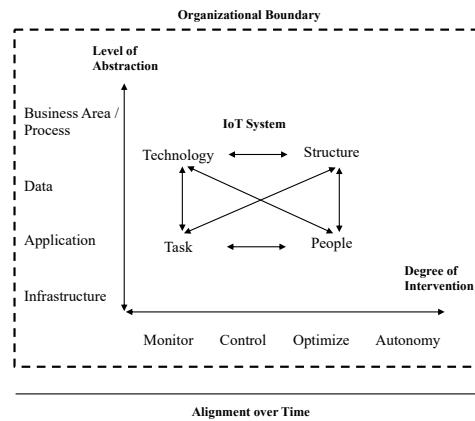 Organizational Boundary
Level of
Abstraction
Business Area /
Process
IoT System
Technology
Structure
Data
Application
Task
People
Infrastructure
Degree of
Intervention
Monitor
Control
Optimize
Autonomy
Alignment over Time